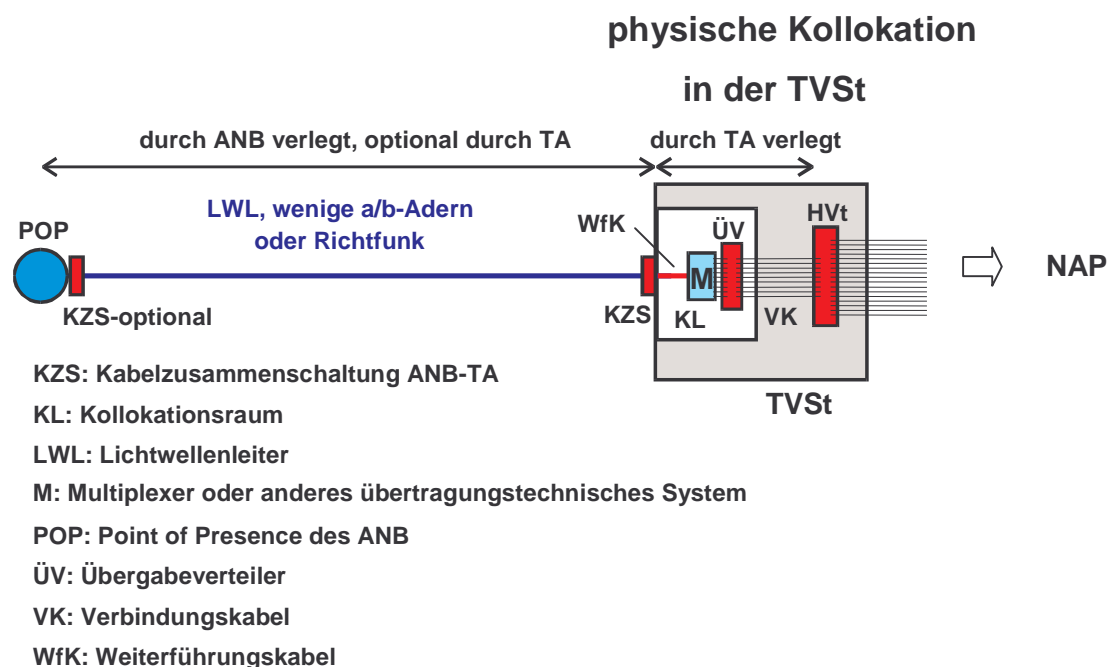 physische Kollokation
in der TVSt
durch ANB verlegt, optional durch TA
durch TA verlegt
LWL, wenige a/b-Adern
oder Richtfunk
POP
WfK
ÜV
HVt
M
NAP
KZS-optional
KZS
KL
VK
TVSt
KZS: Kabelzusammenschaltung ANB-TA
KL: Kollokationsraum
LWL: Lichtwellenleiter
M: Multiplexer oder anderes übertragungstechnisches System
POP: Point of Presence des ANB
ÜV: Übergabeverteiler
VK: Verbindungskabel
WfK: Weiterführungskabel